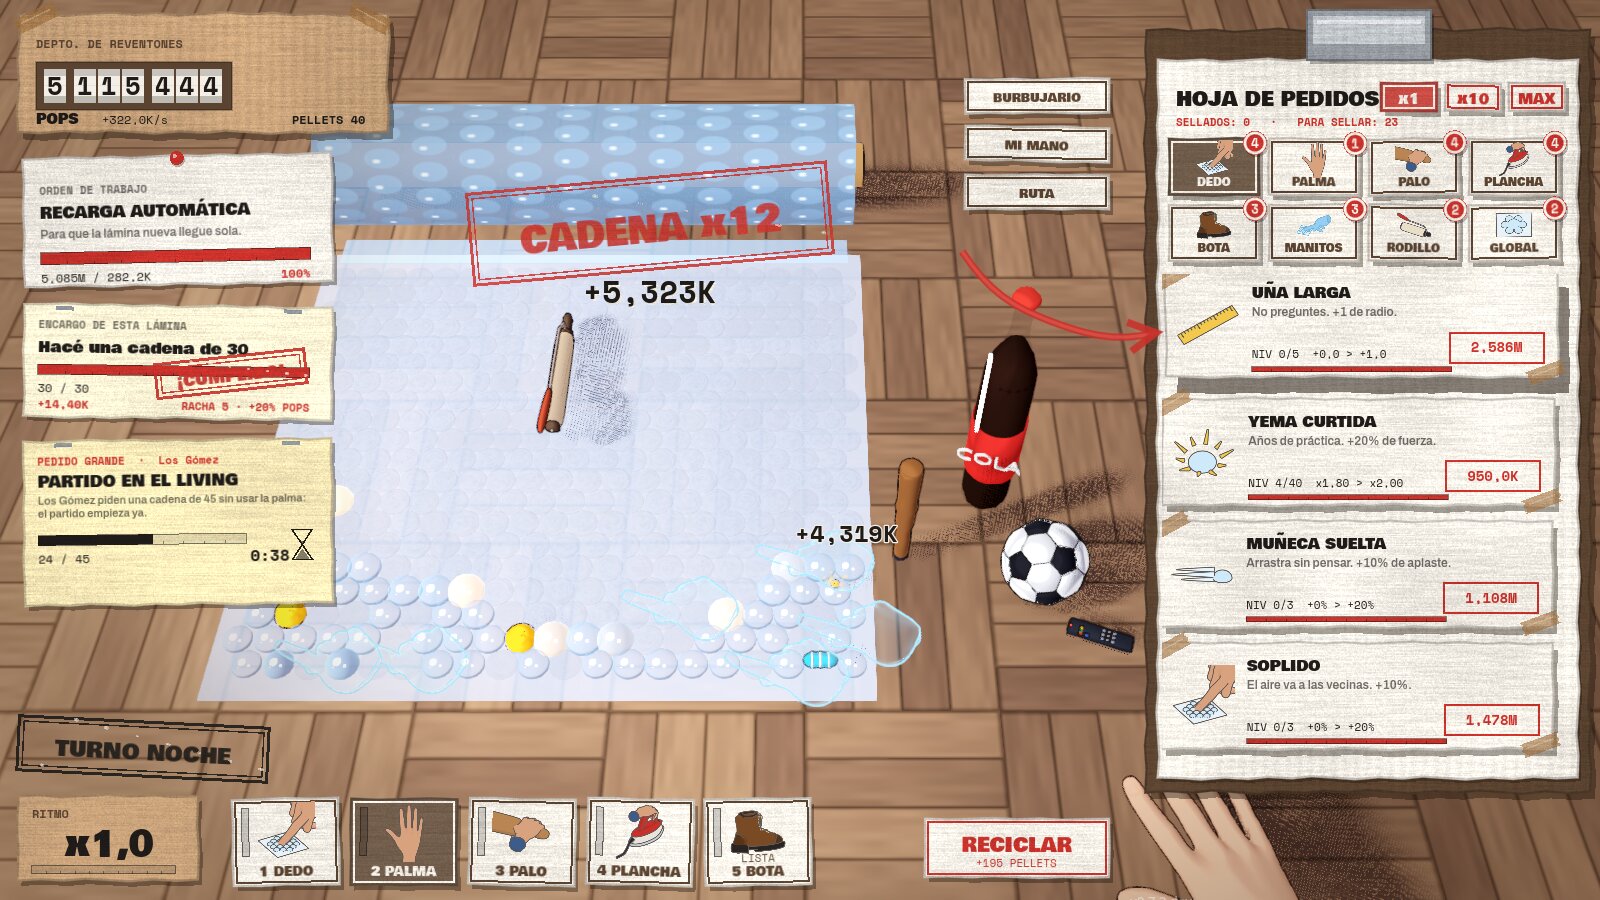 DEPTO. DE REVENTONES
5 115 444
POPS +322,0K/s PELLETS 40
ORDEN DE TRABAJO
RECARGA AUTOMÁTICA
Para que la lámina nueva llegue sola.
5,085M / 282.2K 100%
ENCARGO DE ESTA LÁMINA
Hacé una cadena de 30
30 / 30
+14,40K RACHA 5 · +20% POPS
PEDIDO GRANDE · Los Gómez
PARTIDO EN EL LIVING
Los Gómez piden una cadena de 45 sin usar la palma:
el partido empieza ya.
24 / 45 0:38
TURNO NOCHE
RITMO
x1,0
CADENA x12
+5,323K
+4,319K
COLA
BURBUJARIO
MI MANO
RUTA
1 DEDO
2 PALMA
3 PALO
4 PLANCHA
LISTA
5 BOTA
RECICLAR
+195 PELLETS
HOJA DE PEDIDOS x1 x10 MAX
SELLADOS: 0 · PARA SELLAR: 23
DEDO 4
PALMA 1
PALO 4
PLANCHA 4
BOTA 3
MANITOS 3
RODILLO 2
GLOBAL 2
UÑA LARGA
No preguntes. +1 de radio.
NIV 0/5 +0,0 > +1,0
2,586M
YEMA CURTIDA
Años de práctica. +20% de fuerza.
NIV 4/40 x1,80 > x2,00
950,0K
MUÑECA SUELTA
Arrastra sin pensar. +10% de aplaste.
NIV 0/3 +0% > +20%
1,108M
SOPLIDO
El aire va a las vecinas. +10%.
NIV 0/3 +0% > +20%
1,478M